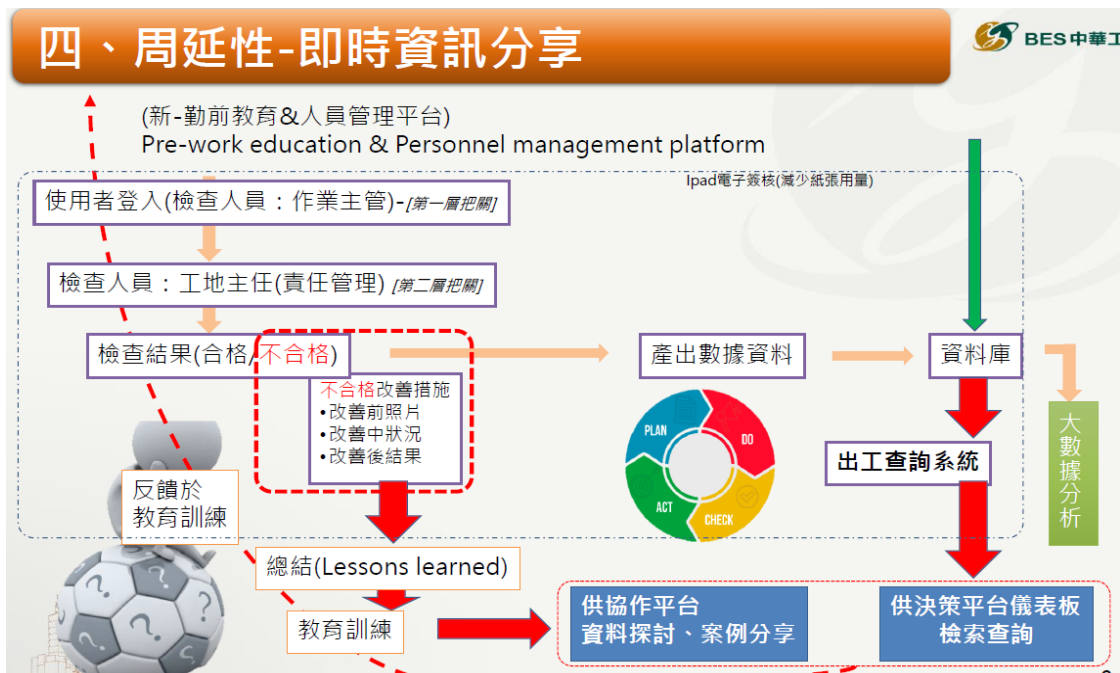 四、周延性-即時資訊分享
BES中華工
(新-勤前教育&人員管理平台)
Pre-work education & Personnel management platform
Ipad電子簽核(減少紙張用量)
使用者登入(檢查人員：作業主管)-[第一層把關]
檢查人員：工地主任(責任管理) [第二層把關]
檢查結果(合格/不合格)
產出數據資料
資料庫
不合格改善措施
•改善前照片
•改善中狀況
•改善後結果
PLAN
DO
ACT
CHECK
出工查詢系統
大數據分析
反饋於
教育訓練
總結(Lessons learned)
教育訓練
供協作平台
資料探討、案例分享
供決策平台儀表板
檢索查詢